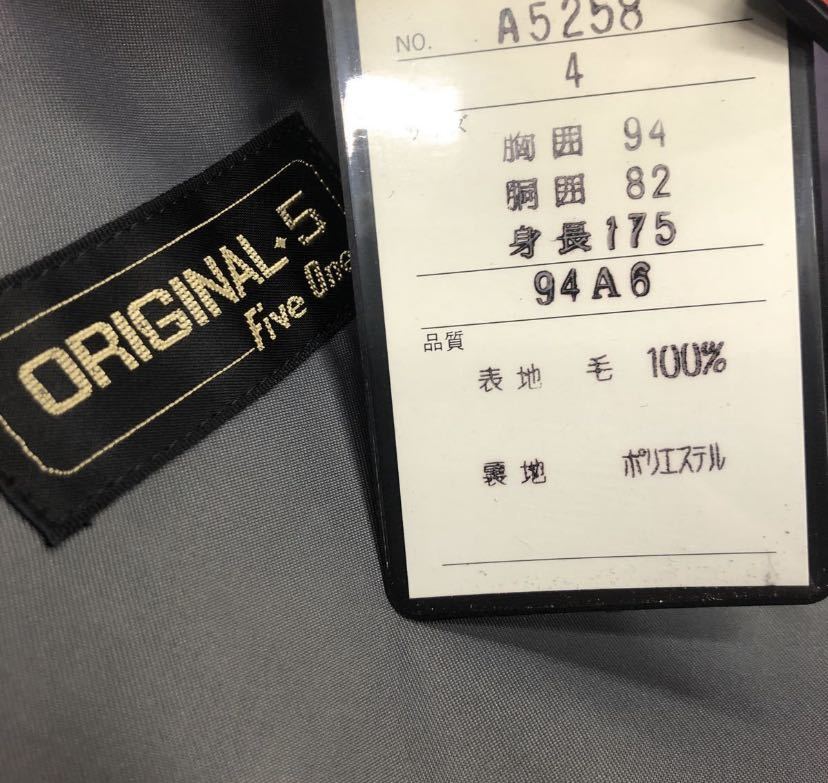 ORIGINAL・5
Five One
NO. A5258
4
ズ
胸囲 94
胴囲 82
身長175
94A6
品質
表地 毛 100%
裏地 ポリエステル